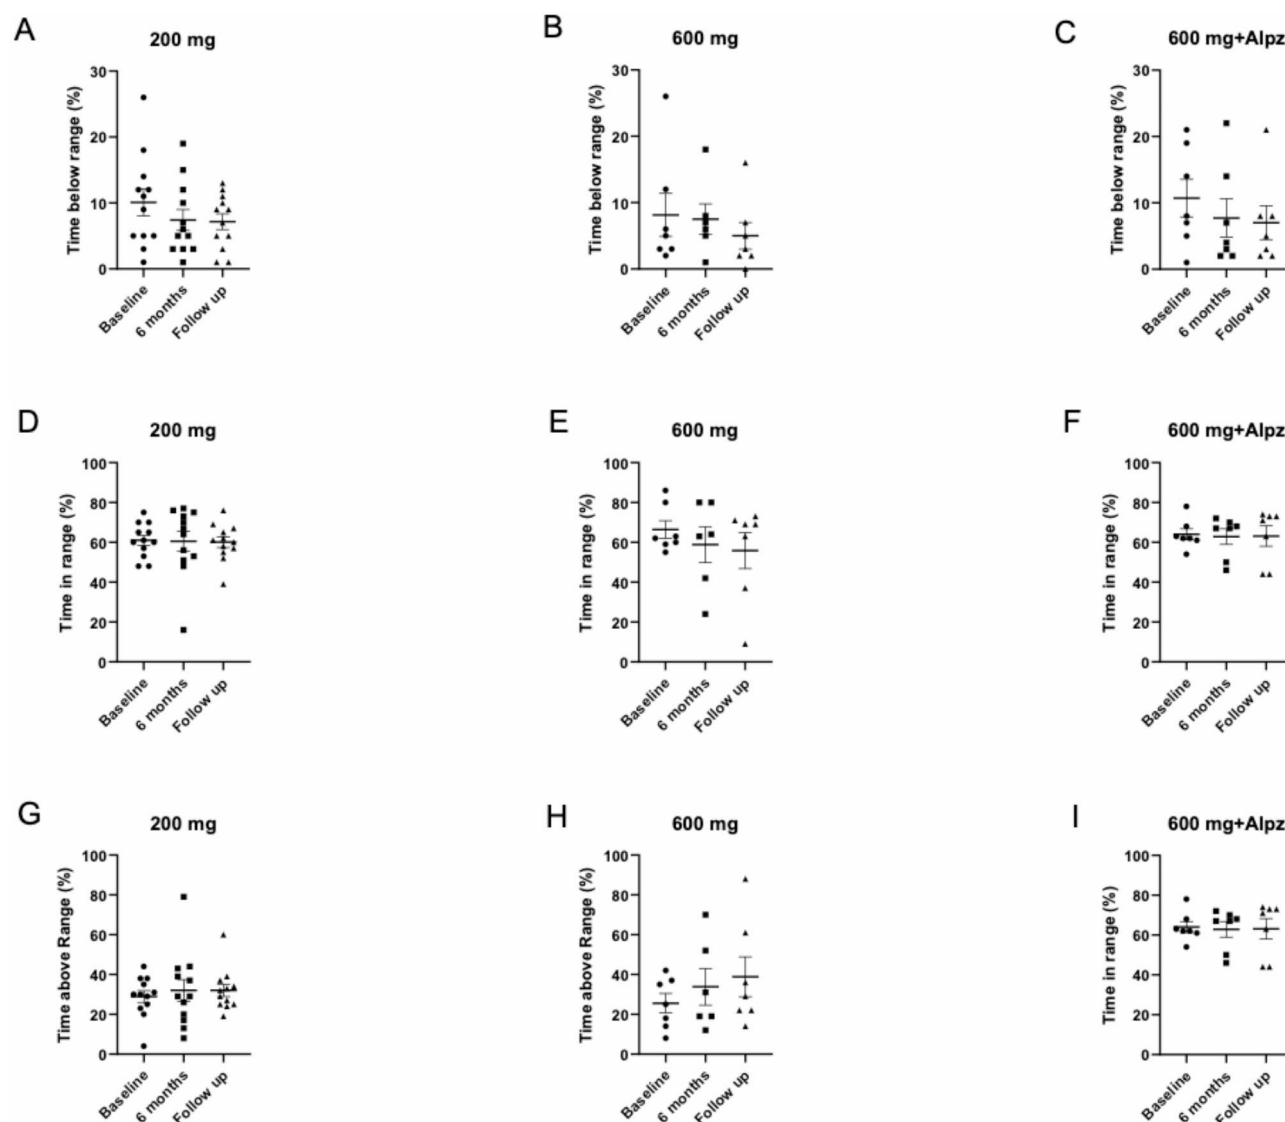 A
200 mg
Time below range (%)
30
20
10
0
Baseline
6 months
Follow up
B
600 mg
Time below range (%)
30
20
10
0
Baseline
6 months
Follow up
C
600 mg+Alpz
Time below range (%)
30
20
10
0
Baseline
6 months
Follow up
D
200 mg
Time in range (%)
100
80
60
40
20
0
Baseline
6 months
Follow up
E
600 mg
Time in range (%)
100
80
60
40
20
0
Baseline
6 months
Follow up
F
600 mg+Alpz
Time in range (%)
100
80
60
40
20
0
Baseline
6 months
Follow up
G
200 mg
Time above Range (%)
100
80
60
40
20
0
Baseline
6 months
Follow up
H
600 mg
Time above Range (%)
100
80
60
40
20
0
Baseline
6 months
Follow up
I
600 mg+Alpz
Time in range (%)
100
80
60
40
20
0
Baseline
6 months
Follow up